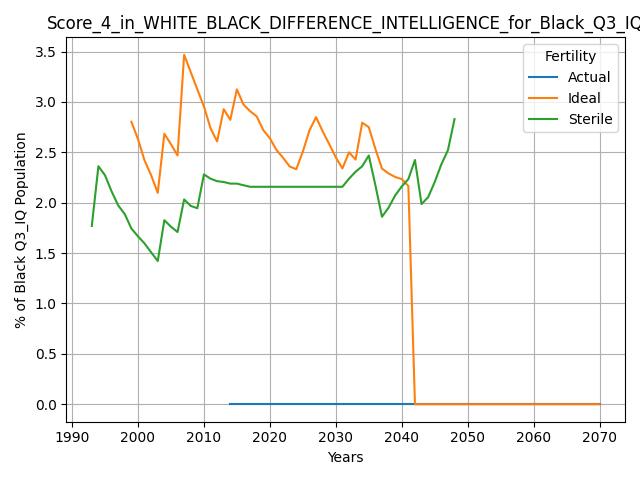 Score_4_in_WHITE_BLACK_DIFFERENCE_INTELLIGENCE_for_Black_Q3_IQ
Fertility
Actual
Ideal
Sterile
% of Black Q3_IQ Population
3.5
3.0
2.5
2.0
1.5
1.0
0.5
0.0
1990 2000 2010 2020 2030 2040 2050 2060 2070
Years